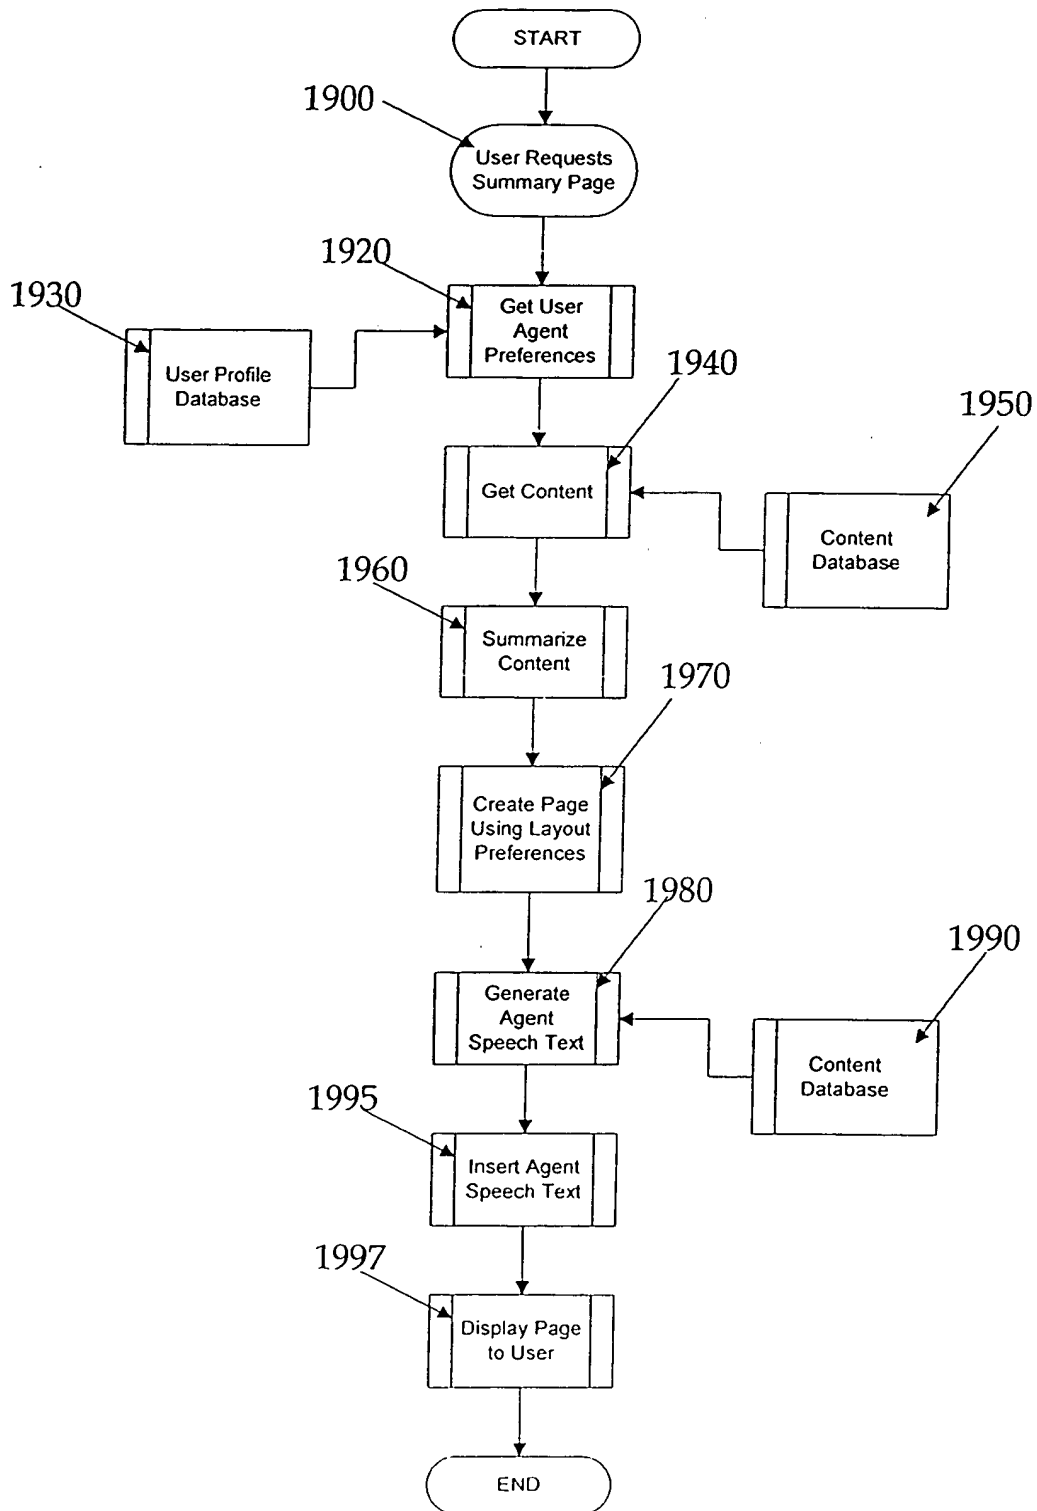 START
1900
User Requests
Summary Page
1920
Get User
Agent
Preferences
1930
User Profile
Database
1940
Get Content
1950
Content
Database
1960
Summarize
Content
1970
Create Page
Using Layout
Preferences
1980
Generate
Agent
Speech Text
1990
Content
Database
1995
Insert Agent
Speech Text
1997
Display Page
to User
END